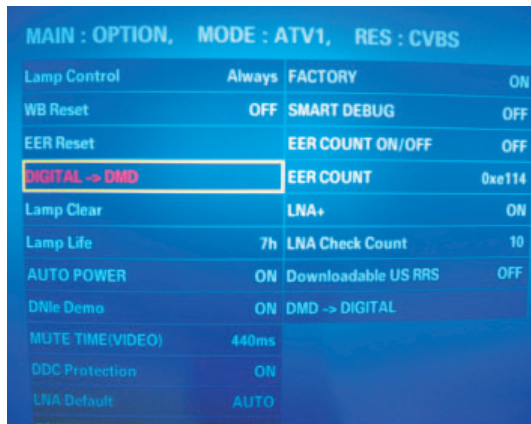 MAIN : OPTION, MODE : ATV1, RES : CVBS
Lamp Control Always FACTORY ON
WB Reset OFF SMART DEBUG OFF
EER Reset EER COUNT ON/OFF OFF
DIGITAL -> DMD EER COUNT 0xe114
Lamp Clear LNA+ ON
Lamp Life 7h LNA Check Count 10
AUTO POWER ON Downloadable US RRS OFF
DNIe Demo ON DMD -> DIGITAL
MUTE TIME(VIDEO) 440ms
DDC Protection ON
LNA Default AUTO